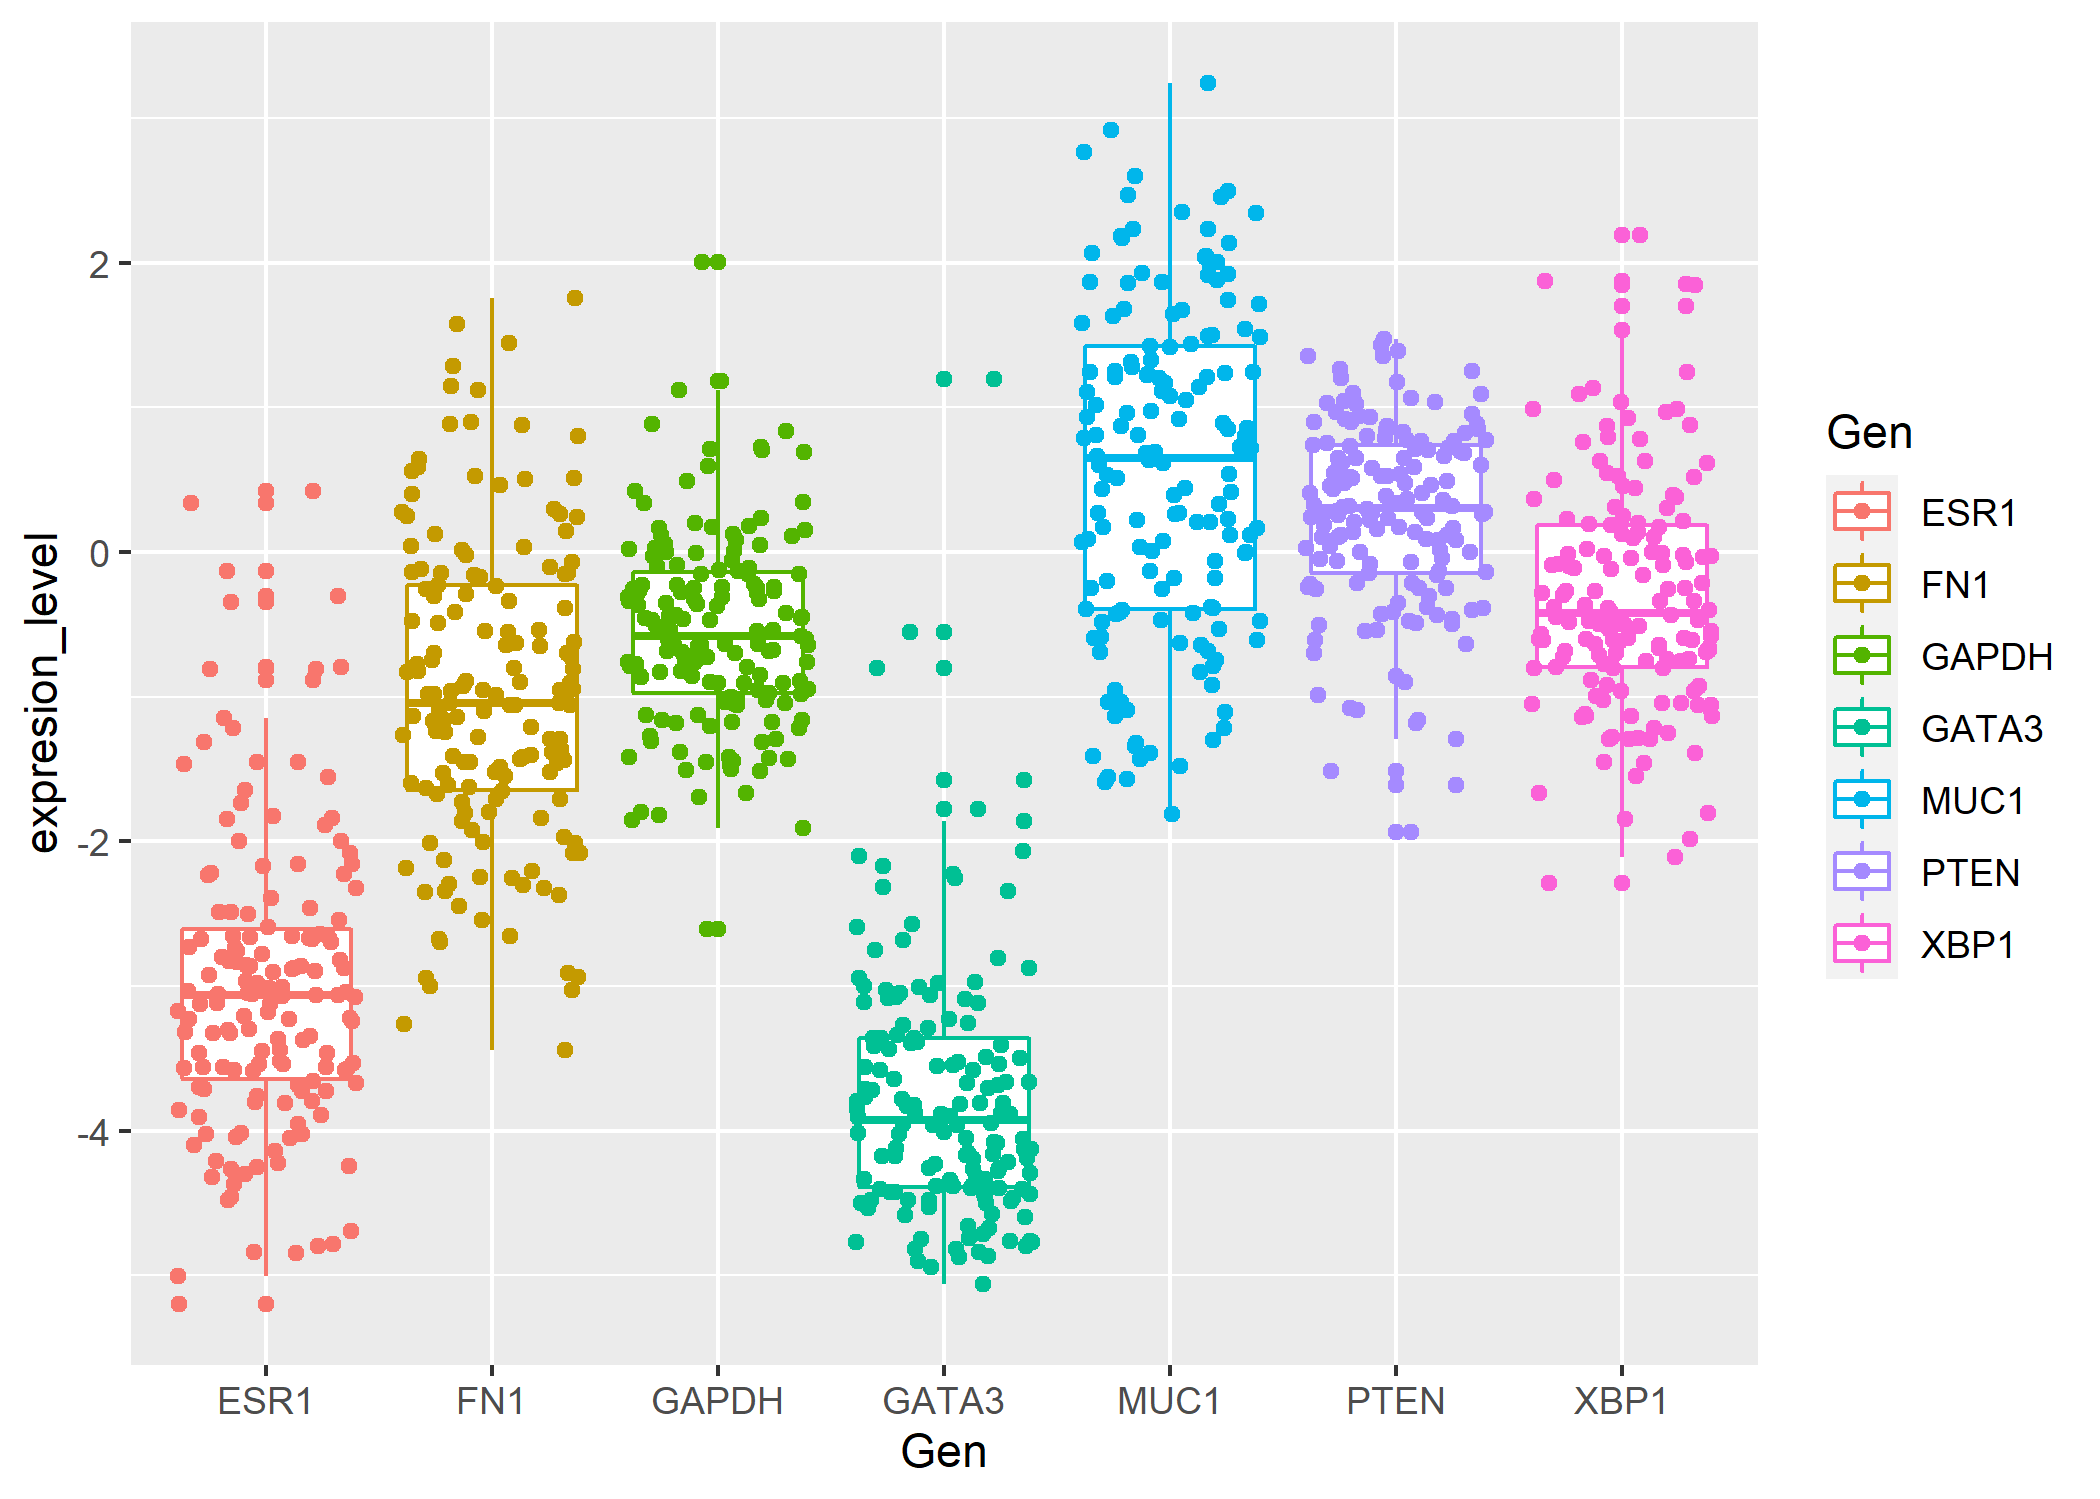 expresion_level
2
0
-2
-4
ESR1 FN1 GAPDH GATA3 MUC1 PTEN XBP1
Gen
Gen
ESR1
FN1
GAPDH
GATA3
MUC1
PTEN
XBP1